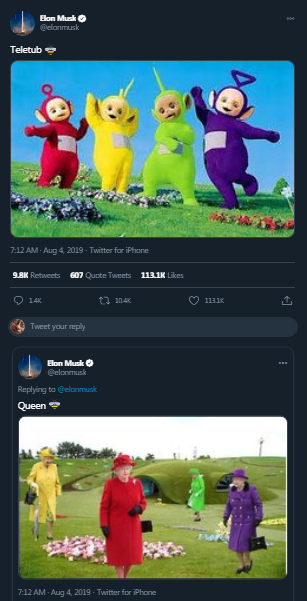 Elon Musk
@elonmusk
Teletub 🐝
7:12 AM · Aug 4, 2019 · Twitter for iPhone
9.8K Retweets 607 Quote Tweets 113.1K Likes
1.4K 10.4K 113.1K
Tweet your reply
Elon Musk
@elonmusk
Replying to @elonmusk
Queen 🐝
7:12 AM · Aug 4, 2019 · Twitter for iPhone